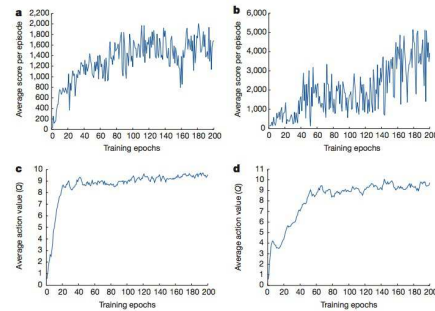 a
Average score per episode
2,200
2,000
1,800
1,600
1,400
1,200
1,000
800
600
400
200
0
0 20 40 60 80 100 120 140 160 180 200
Training epochs
b
Average score per episode
6,000
5,000
4,000
3,000
2,000
1,000
0
0 20 40 60 80 100 120 140 160 180 200
Training epochs
c
Average action value (Q)
10
9
8
7
6
5
4
3
2
1
0
0 20 40 60 80 100 120 140 160 180 200
Training epochs
d
Average action value (Q)
11
10
9
8
7
6
5
4
3
2
1
0
0 20 40 60 80 100 120 140 160 180 200
Training epochs